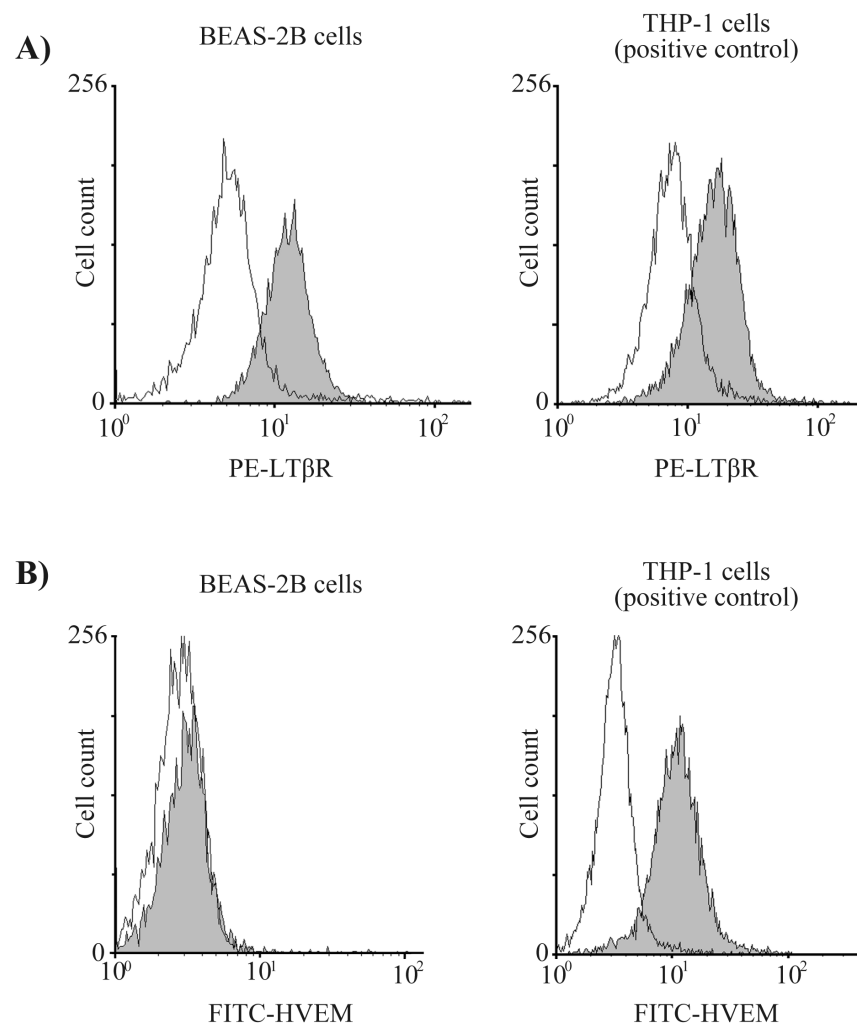 A)
BEAS-2B cells
THP-1 cells
(positive control)
256
Cell count
0
10⁰
10¹
10²
PE-LTβR
256
Cell count
0
10⁰
10¹
10²
PE-LTβR
B)
BEAS-2B cells
THP-1 cells
(positive control)
256
Cell count
0
10⁰
10¹
10²
FITC-HVEM
256
Cell count
0
10⁰
10¹
10²
FITC-HVEM